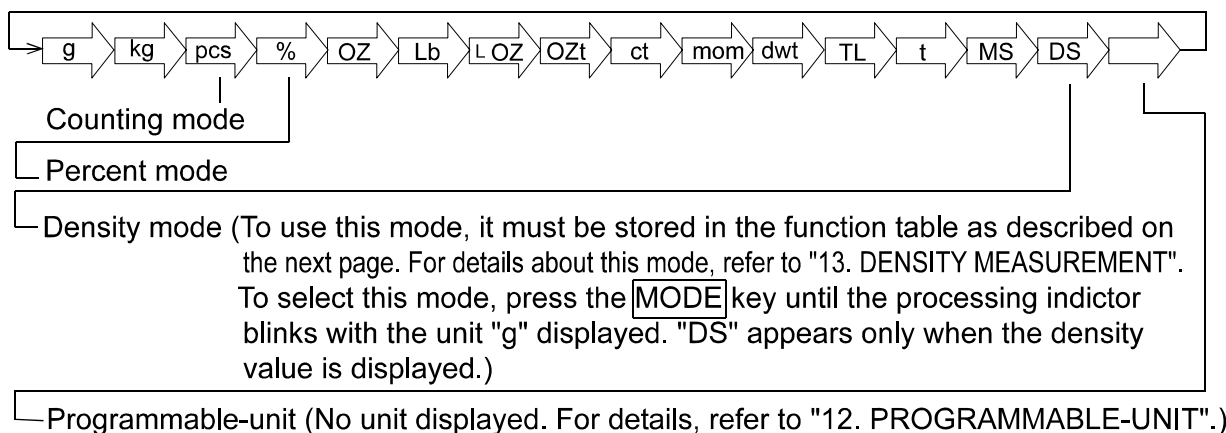 g kg pcs % OZ Lb L OZ OZt ct mom dwt TL t MS DS
Counting mode
Percent mode
Density mode (To use this mode, it must be stored in the function table as described on
the next page. For details about this mode, refer to "13. DENSITY MEASUREMENT".
To select this mode, press the MODE key until the processing indictor
blinks with the unit "g" displayed. "DS" appears only when the density
value is displayed.)
Programmable-unit (No unit displayed. For details, refer to "12. PROGRAMMABLE-UNIT".)